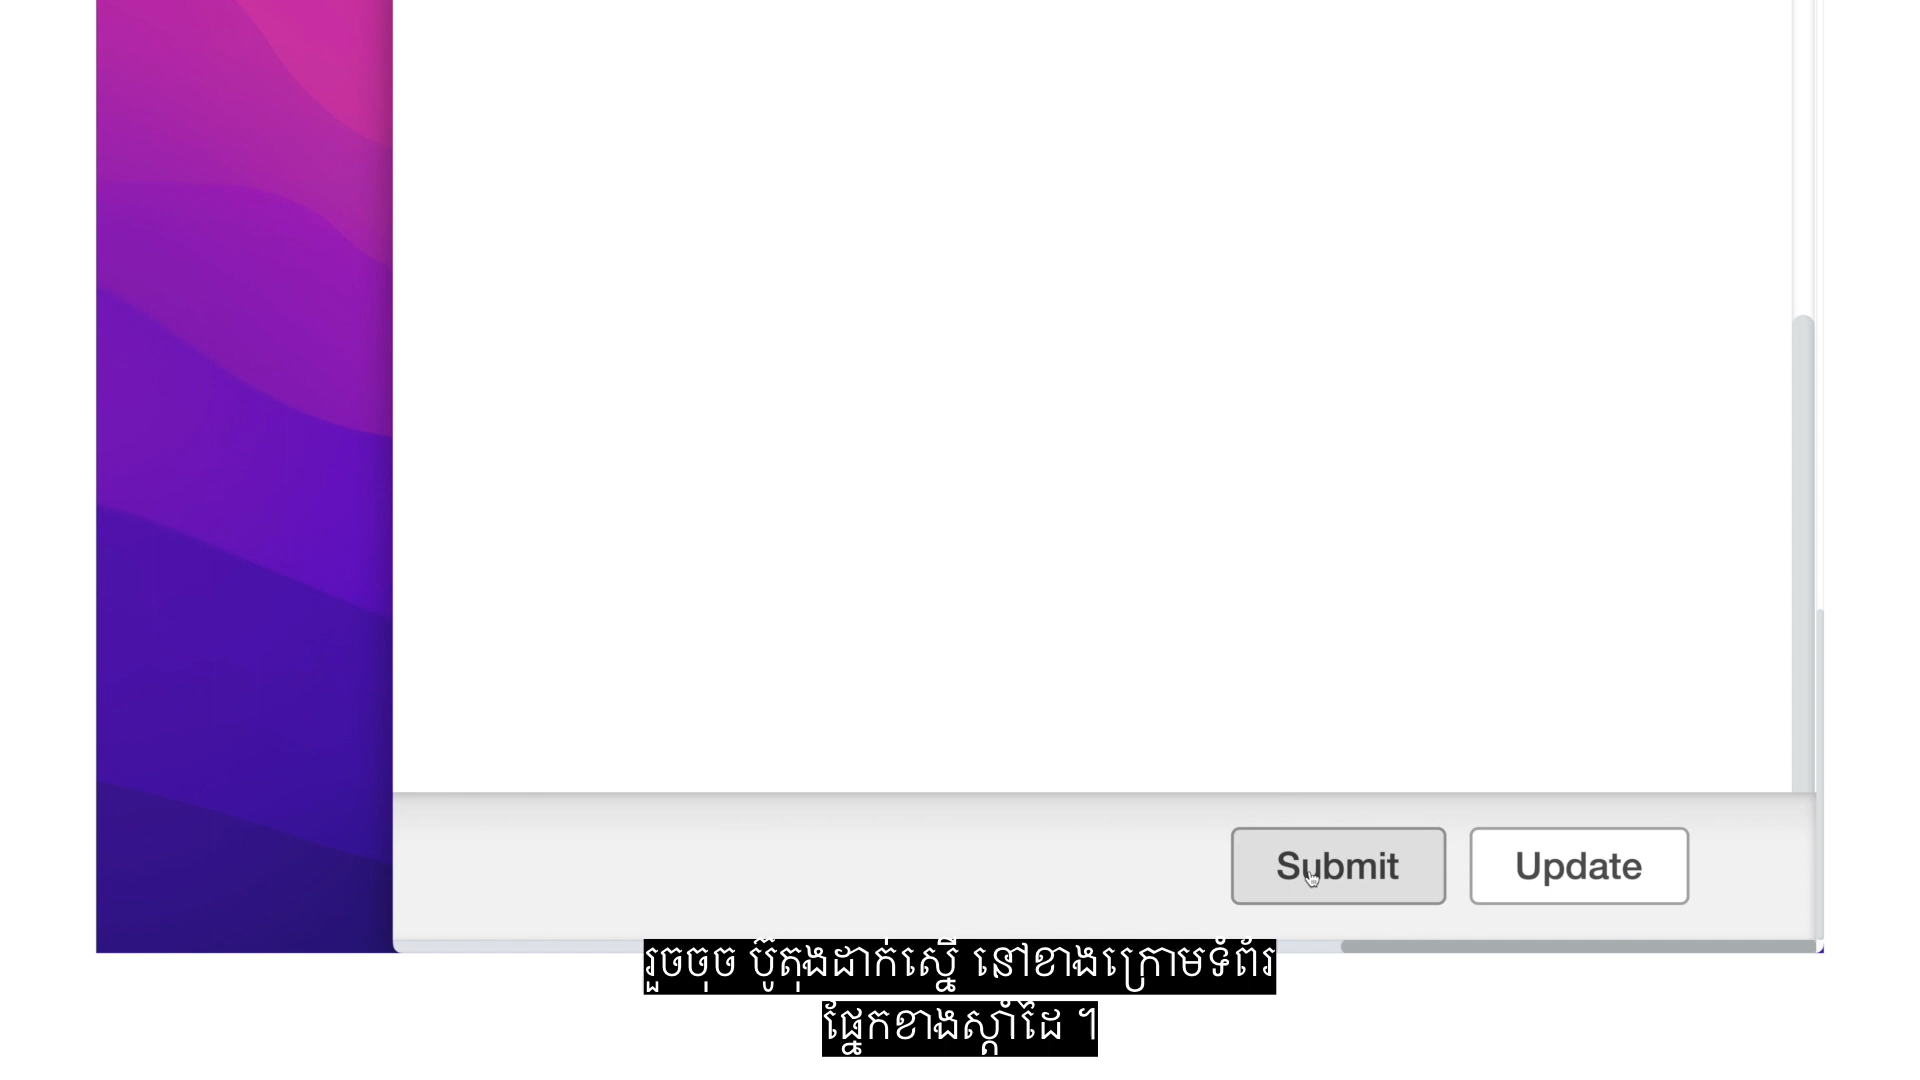 Submit
Update
រួចចុច ប៊ូតុងដាក់ស្នើ នៅខាងក្រោមទំព័រ
ផ្នែកខាងស្ដាំដៃ ។